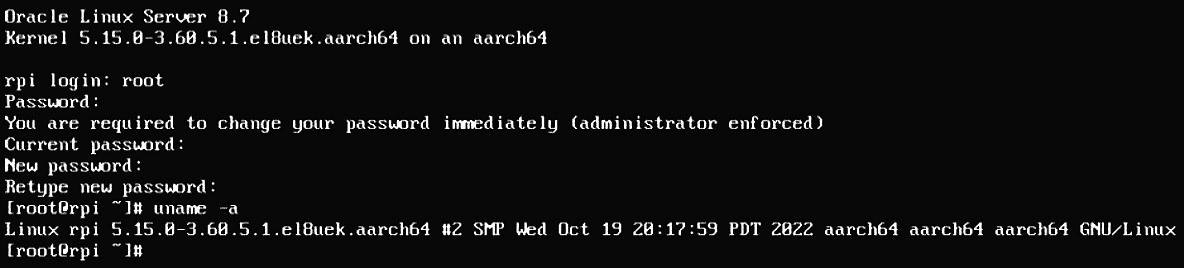 Oracle Linux Server 8.7
Kernel 5.15.0-3.60.5.1.el8uek.aarch64 on an aarch64
rpi login: root
Password:
You are required to change your password immediately (administrator enforced)
Current password:
New password:
Retype new password:
[root@rpi ~]# uname -a
Linux rpi 5.15.0-3.60.5.1.el8uek.aarch64 #2 SMP Wed Oct 19 20:17:59 PDT 2022 aarch64 aarch64 aarch64 GNU/Linux
[root@rpi ~]#